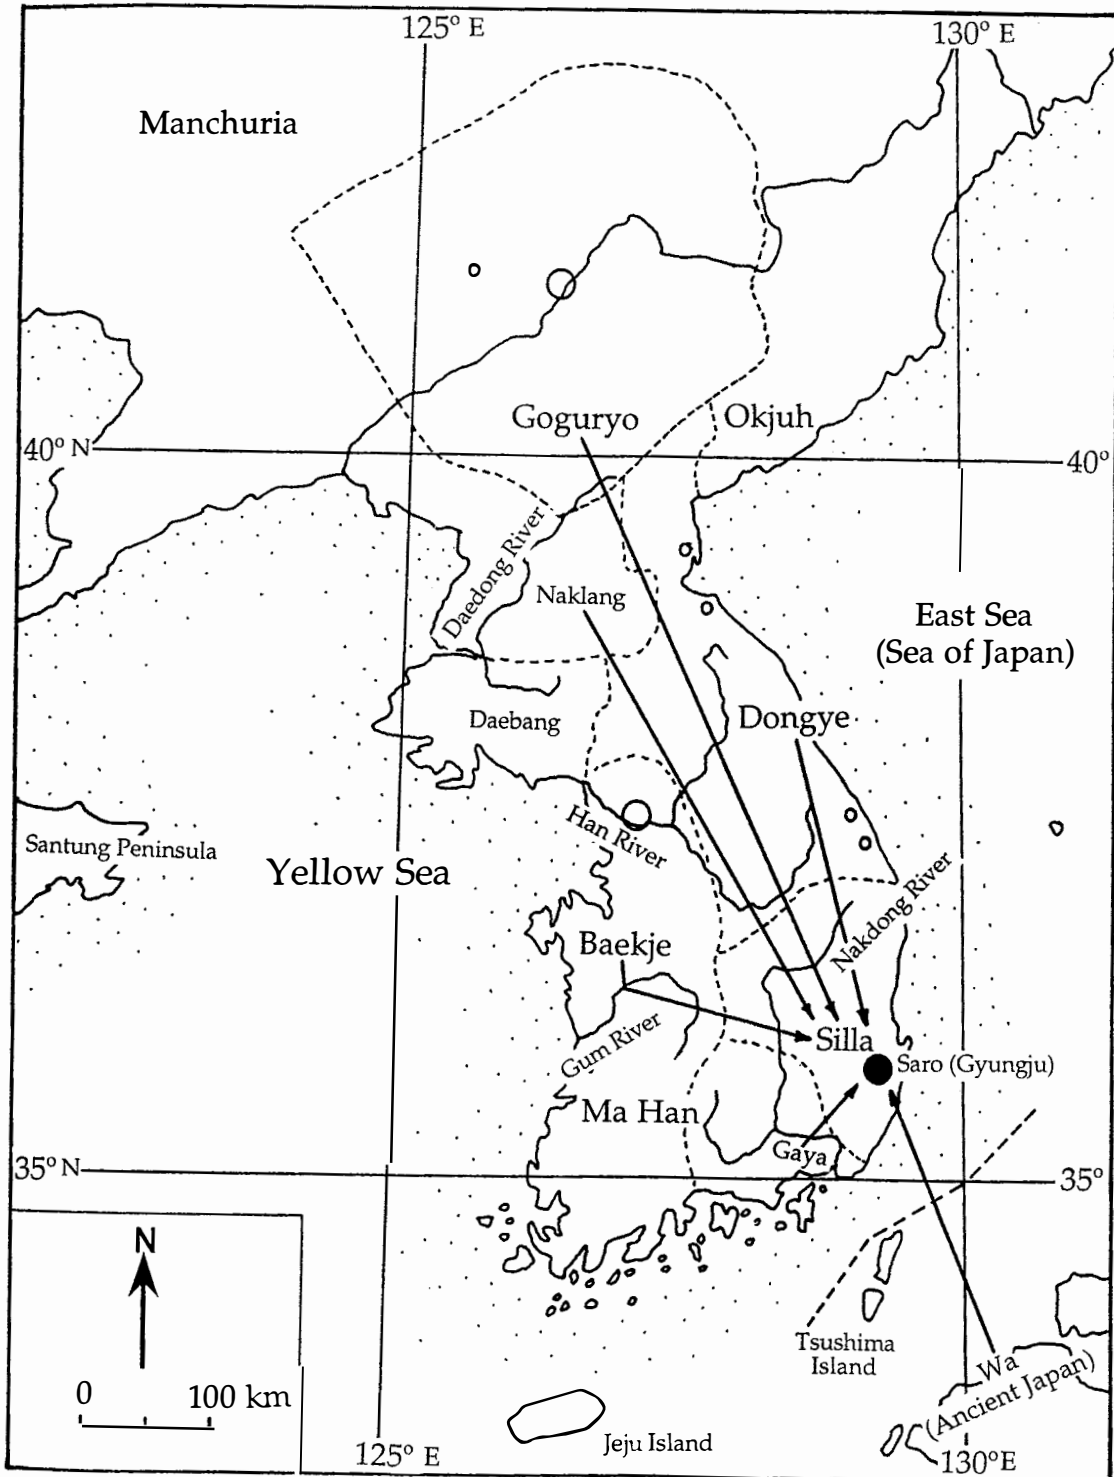 125° E
130° E
Manchuria
Goguryo
Okjuh
40° N
40°
Daedong River
Naklang
East Sea
(Sea of Japan)
Daebang
Dongye
Han River
Santung Peninsula
Yellow Sea
Nakdong River
Baekje
Gum River
Silla
Saro (Gyungju)
Ma Han
Gaya
35° N
35°
N
0 100 km
Tsushima
Island
Wa
(Ancient Japan)
Jeju Island
125° E
130°E